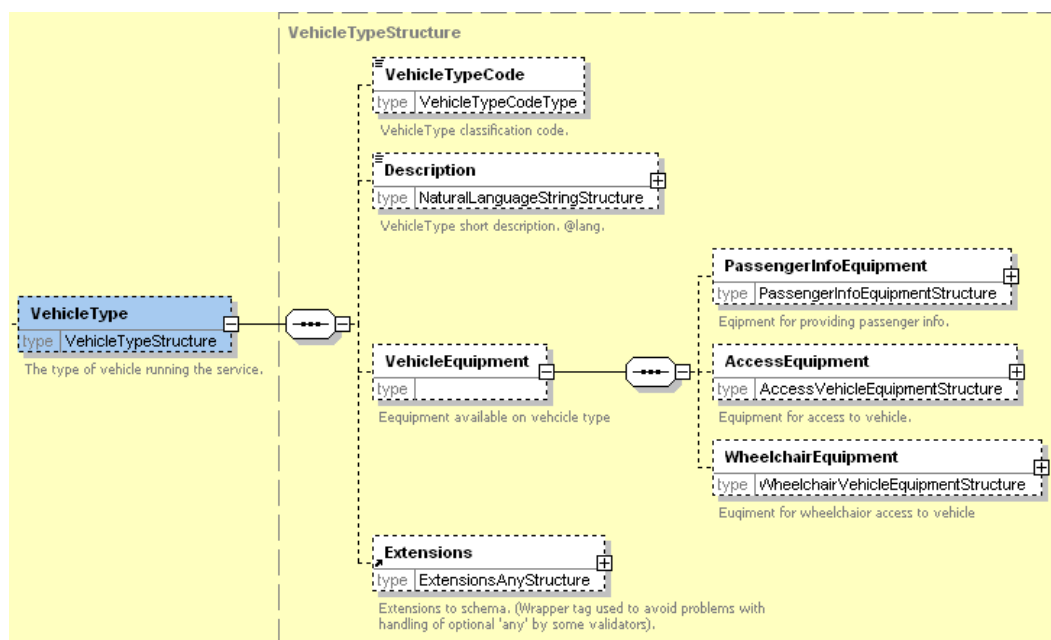 VehicleTypeStructure
VehicleTypeCode
type VehicleTypeCodeType
VehicleType classification code.
Description
type NaturalLanguageStringStructure
VehicleType short description. @lang.
PassengerInfoEquipment
type PassengerInfoEquipmentStructure
Eqipment for providing passenger info.
VehicleType
type VehicleTypeStructure
The type of vehicle running the service.
VehicleEquipment
type
Eequipment available on vehcicle type
AccessEquipment
type AccessVehicleEquipmentStructure
Equipment for access to vehicle.
WheelchairEquipment
type WheelchairVehicleEquipmentStructure
Euqiment for wheelchaior access to vehicle
Extensions
type ExtensionsAnyStructure
Extensions to schema. (Wrapper tag used to avoid problems with
handling of optional 'any' by some validators).